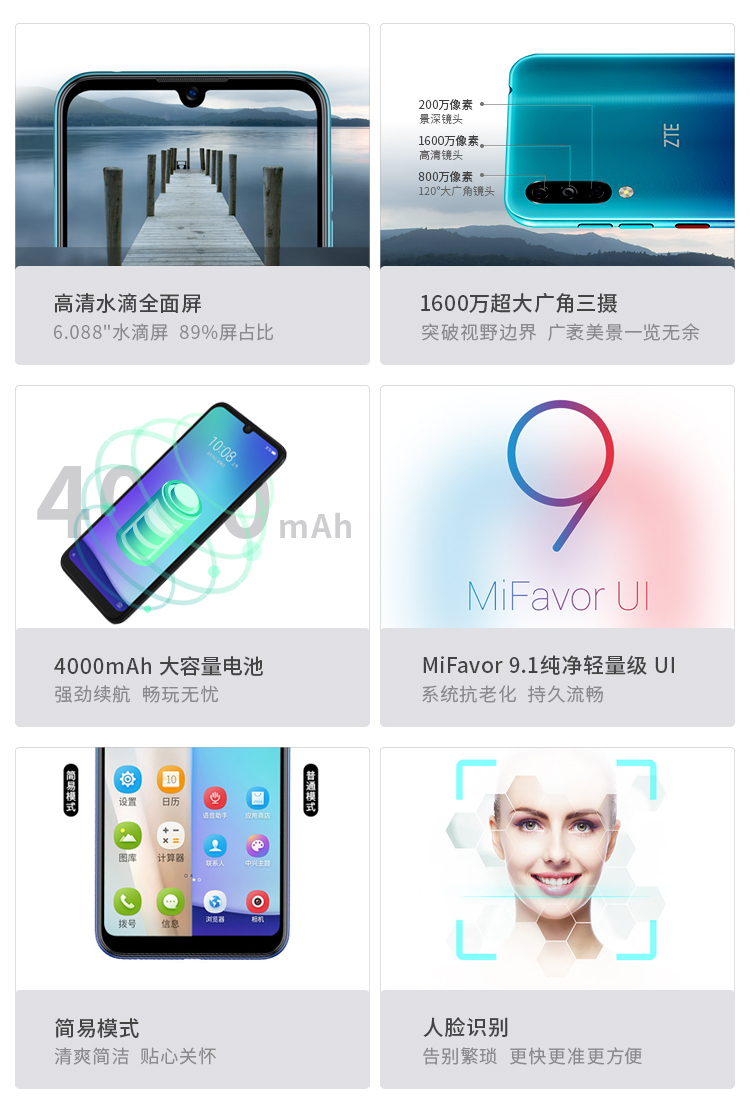 200万像素
景深镜头
1600万像素
高清镜头
800万像素
120°大广角镜头
ZTE
高清水滴全面屏
6.088"水滴屏 89%屏占比
1600万超大广角三摄
突破视野边界 广袤美景一览无余
10:08
4000 mAh
4000mAh 大容量电池
强劲续航 畅玩无忧
9
MiFavor UI
MiFavor 9.1纯净轻量级 UI
系统抗老化 持久流畅
简易模式
普通模式
10
设置
日历
语音助手
应用商店
图库
计算器
联系人
中兴主题
拨号
信息
浏览器
相机
简易模式
清爽简洁 贴心关怀
人脸识别
告别繁琐 更快更准更方便